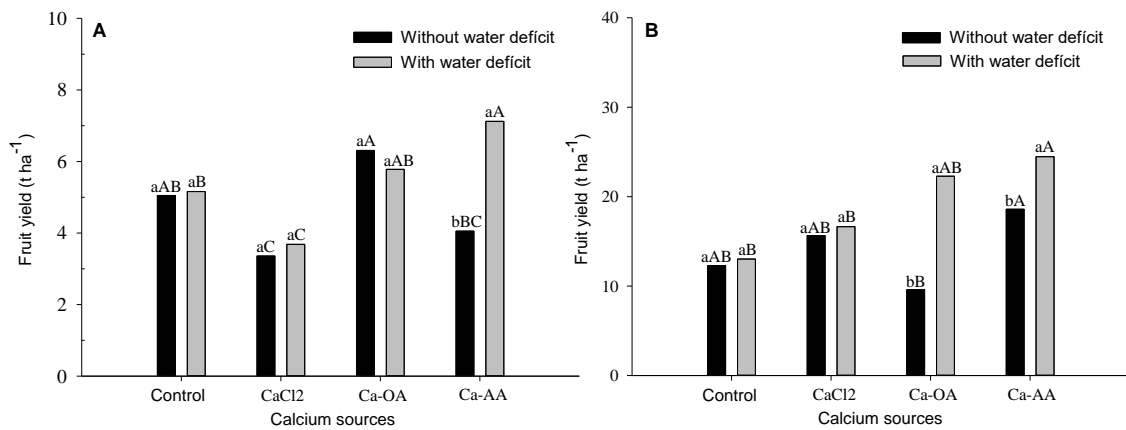 A
Without water defícit
With water defícit
Fruit yield (t ha-1)
10
8
6
4
2
0
aAB
aB
aC
aC
aA
aAB
bBC
aA
Control
CaCl2
Ca-OA
Ca-AA
Calcium sources
B
Without water defícit
With water defícit
Fruit yield (t ha-1)
40
30
20
10
0
aAB
aB
aAB
aB
bB
aAB
bA
aA
Control
CaCl2
Ca-OA
Ca-AA
Calcium sources